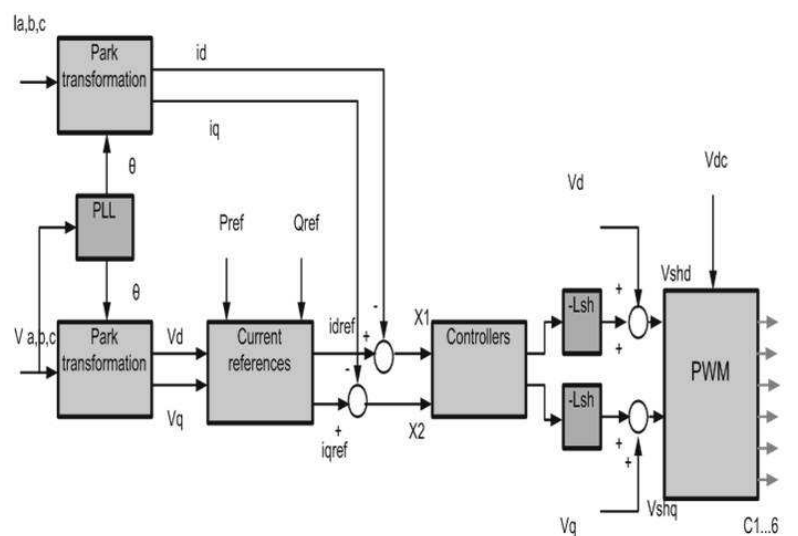 Ia,b,c
Park
transformation
id
iq
θ
PLL
θ
V a,b,c
Park
transformation
Vd
Vq
Pref
Qref
Current
references
idref
-
+
-
+
iqref
X1
X2
Controllers
-Lsh
-Lsh
Vd
+
+
Vshd
Vdc
PWM
+
+
Vq
Vshq
C1...6